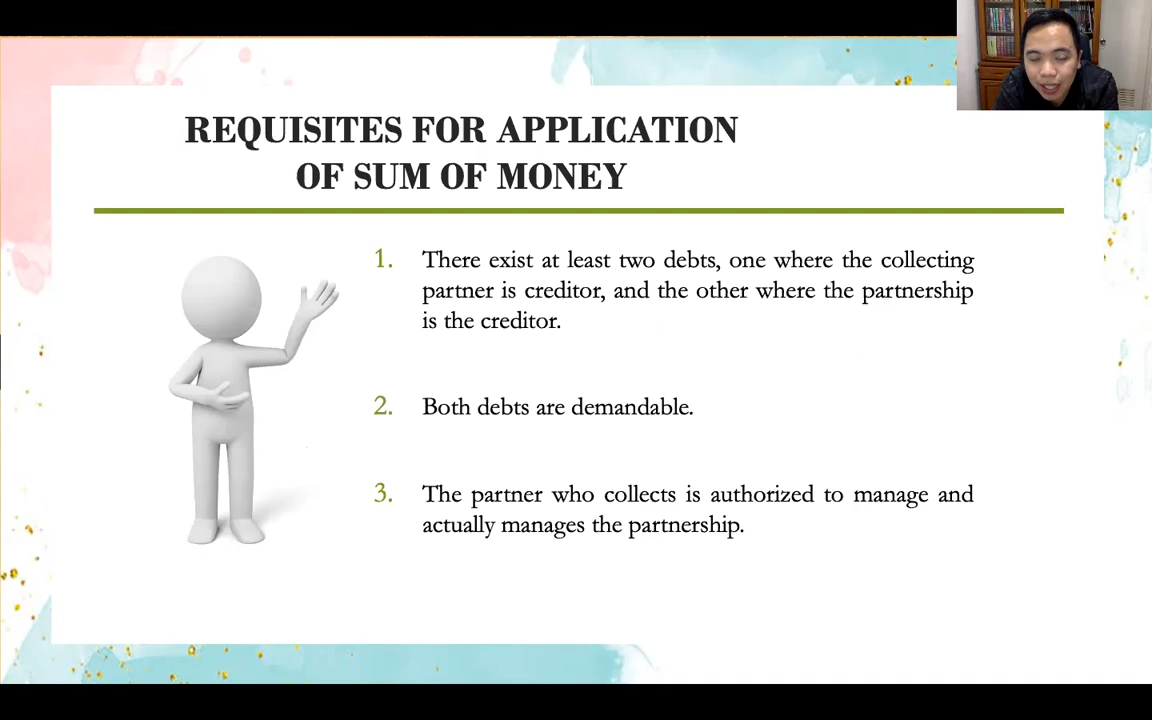 REQUISITES FOR APPLICATION
OF SUM OF MONEY
1. There exist at least two debts, one where the collecting
partner is creditor, and the other where the partnership
is the creditor.
2. Both debts are demandable.
3. The partner who collects is authorized to manage and
actually manages the partnership.